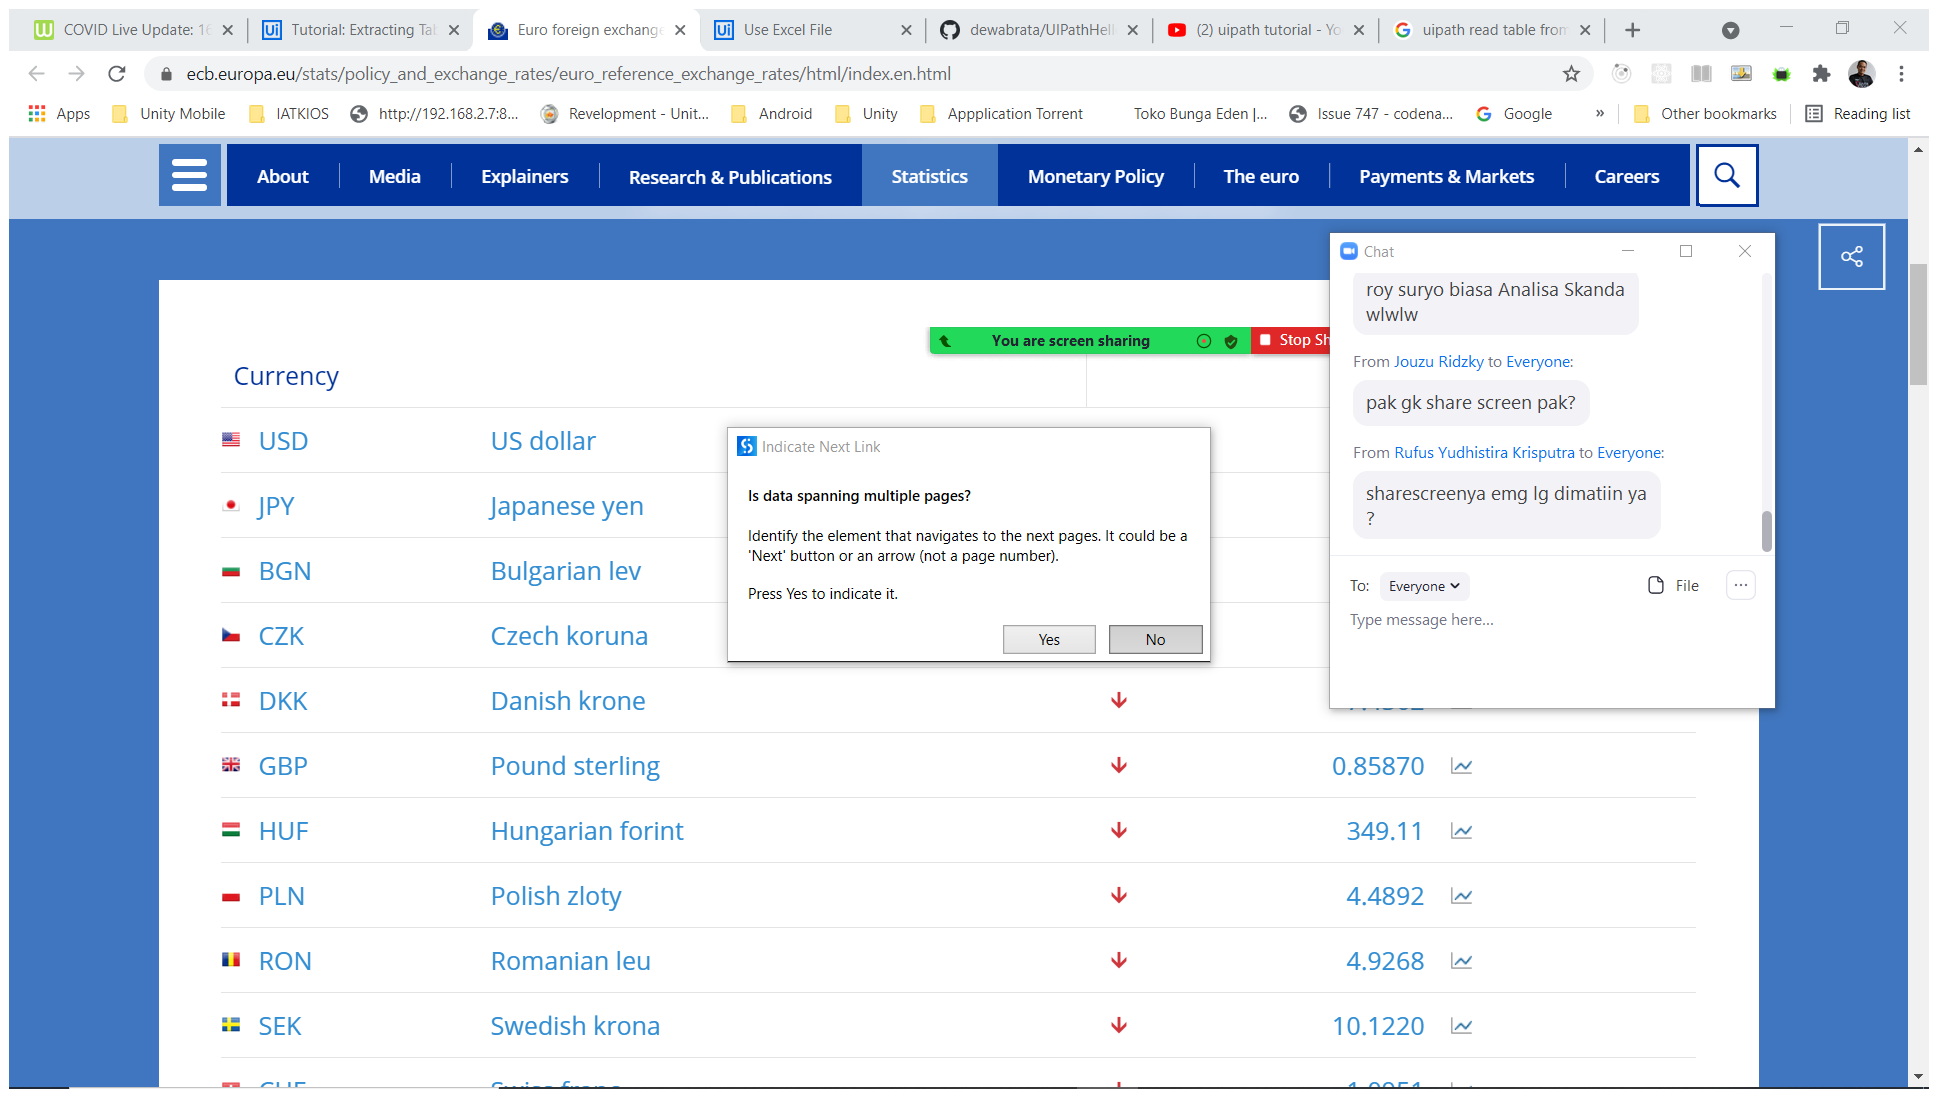 COVID Live Update: 16
Tutorial: Extracting Tab
Euro foreign exchange
Use Excel File
dewabrata/UIPathHell
(2) uipath tutorial - Yo
uipath read table from
ecb.europa.eu/stats/policy_and_exchange_rates/euro_reference_exchange_rates/html/index.en.html
Apps
Unity Mobile
IATKIOS
http://192.168.2.7:8...
Revelopment - Unit...
Android
Unity
Appplication Torrent
Toko Bunga Eden |...
Issue 747 - codena...
Google
»
Other bookmarks
Reading list
About
Media
Explainers
Research & Publications
Statistics
Monetary Policy
The euro
Payments & Markets
Careers
You are screen sharing
Stop Sh
Currency
USD US dollar
JPY Japanese yen
BGN Bulgarian lev
CZK Czech koruna
DKK Danish krone
GBP Pound sterling 0.85870
HUF Hungarian forint 349.11
PLN Polish zloty 4.4892
RON Romanian leu 4.9268
SEK Swedish krona 10.1220
Indicate Next Link
Is data spanning multiple pages?
Identify the element that navigates to the next pages. It could be a
'Next' button or an arrow (not a page number).
Press Yes to indicate it.
Yes
No
Chat
roy suryo biasa Analisa Skanda
wlwlw
From Jouzu Ridzky to Everyone:
pak gk share screen pak?
From Rufus Yudhistira Krisputra to Everyone:
sharescreenya emg lg dimatiin ya
?
To: Everyone
File
...
Type message here...